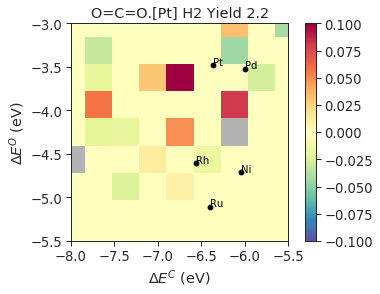 O=C=O.[Pt] H2 Yield 2.2
−3.0
−3.5
−4.0
−4.5
−5.0
−5.5
ΔE^O (eV)
Pt
Pd
Rh
Ni
Ru
−8.0 −7.5 −7.0 −6.5 −6.0 −5.5
ΔE^C (eV)
0.100
0.075
0.050
0.025
0.000
−0.025
−0.050
−0.075
−0.100